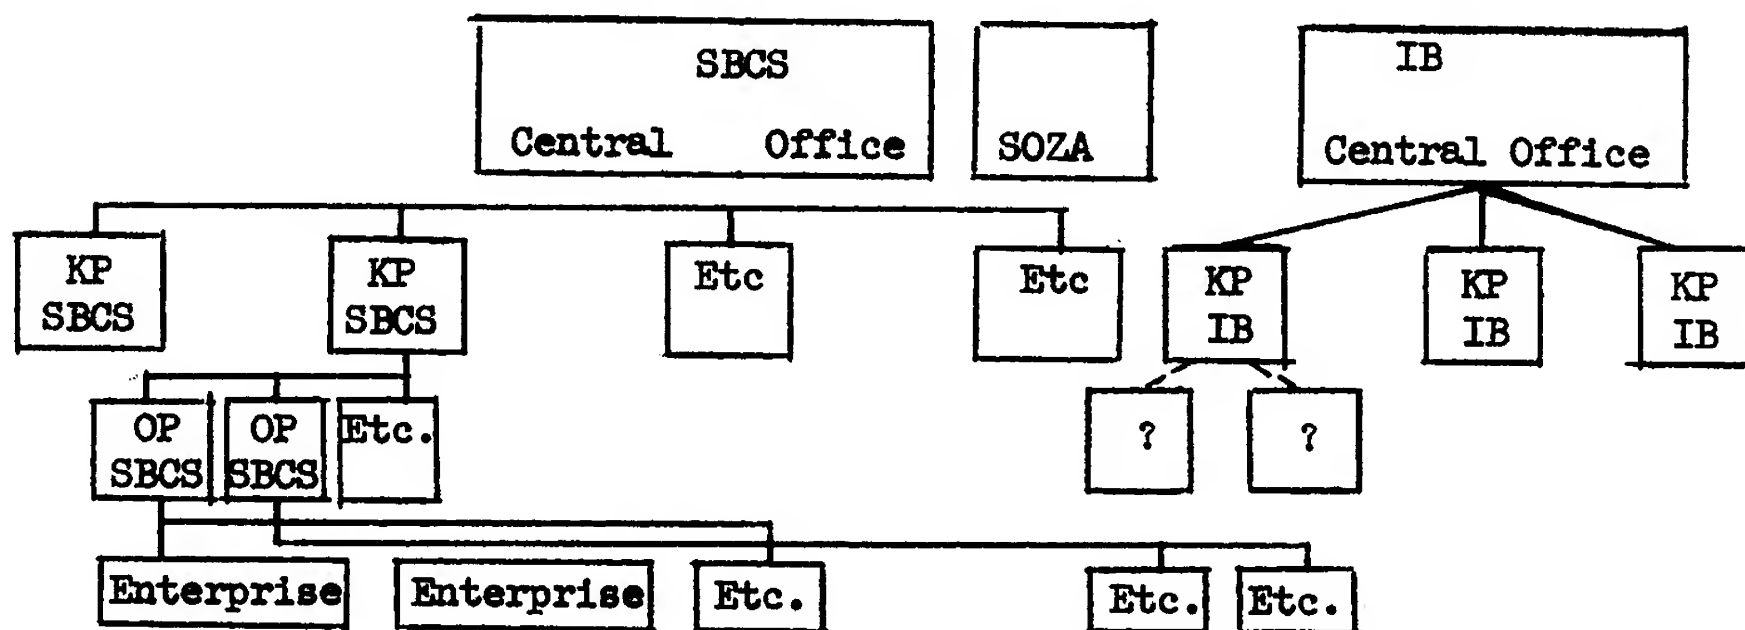 SBCS
Central Office
SOZA
IB
Central Office
KP
SBCS
KP
SBCS
Etc
Etc
KP
IB
KP
IB
KP
IB
OP
SBCS
OP
SBCS
Etc.
?
?
Enterprise
Enterprise
Etc.
Etc.
Etc.